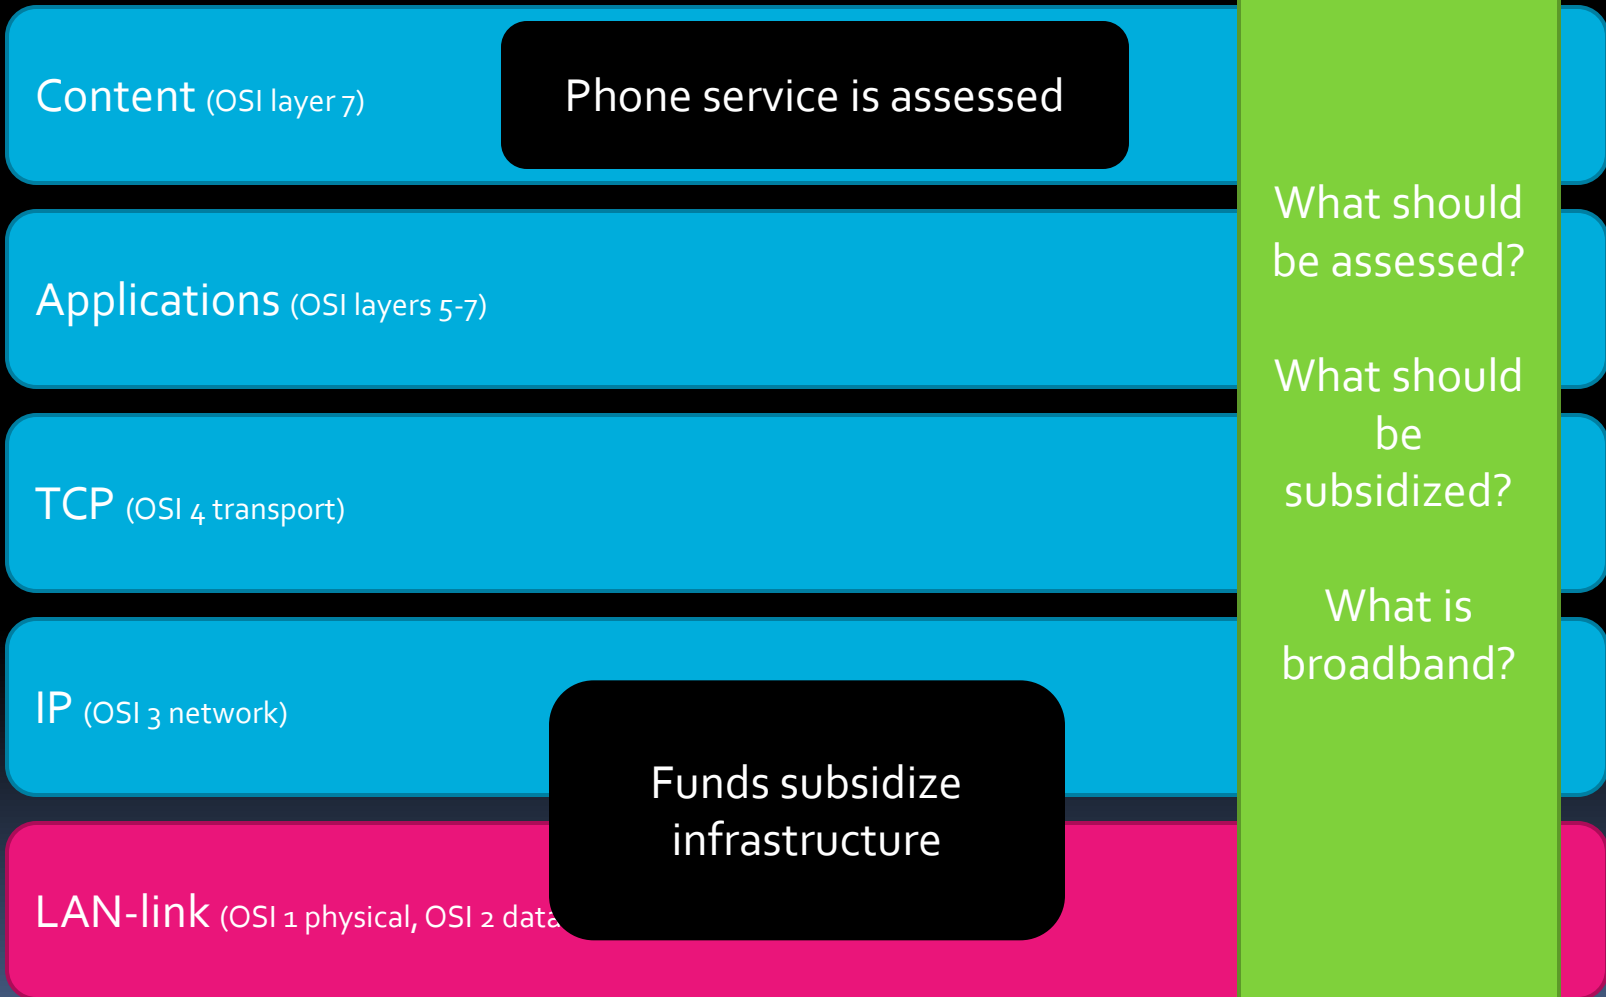 Content (OSI layer 7)
Phone service is assessed
Applications (OSI layers 5-7)
TCP (OSI 4 transport)
IP (OSI 3 network)
Funds subsidize
infrastructure
LAN-link (OSI 1 physical, OSI 2 data
What should
be assessed?
What should
be
subsidized?
What is
broadband?